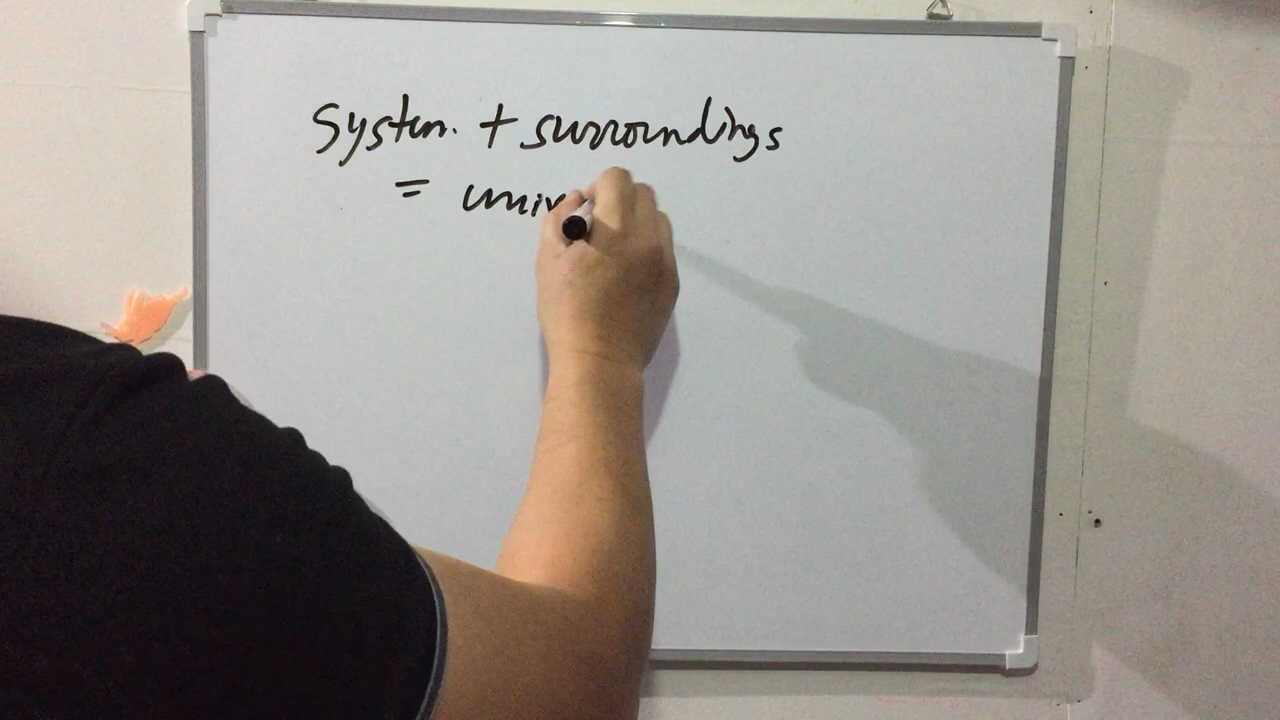 System. + surroundings
= univ